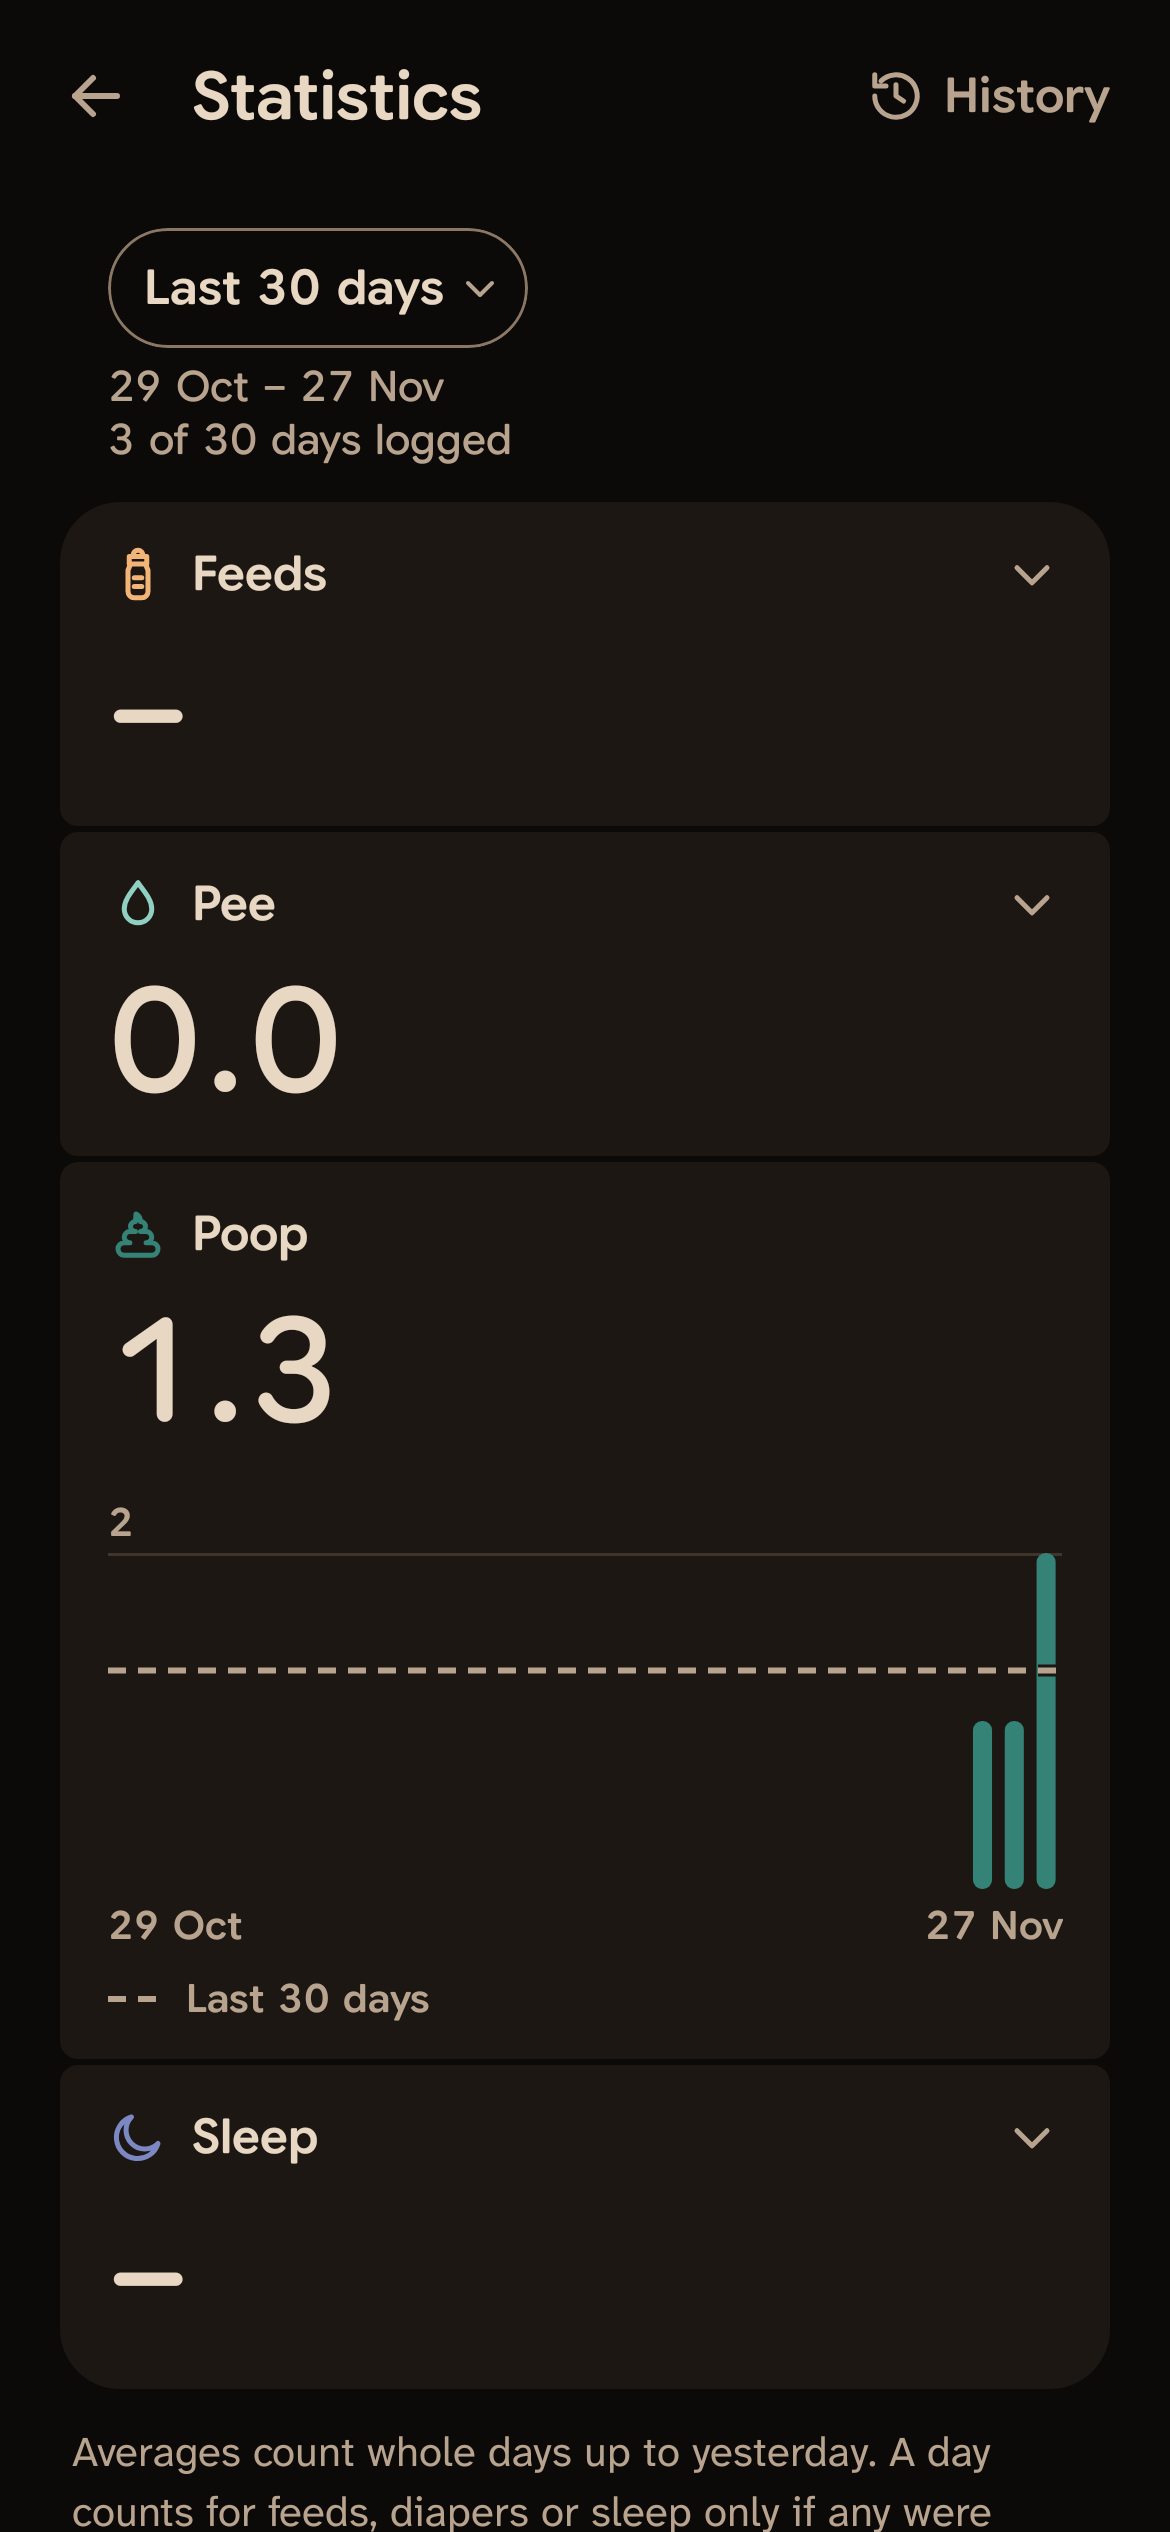 Statistics
History
Last 30 days
29 Oct – 27 Nov
3 of 30 days logged
Feeds
—
Pee
0.0
Poop
1.3
2
29 Oct
27 Nov
Last 30 days
Sleep
—
Averages count whole days up to yesterday. A day
counts for feeds, diapers or sleep only if any were